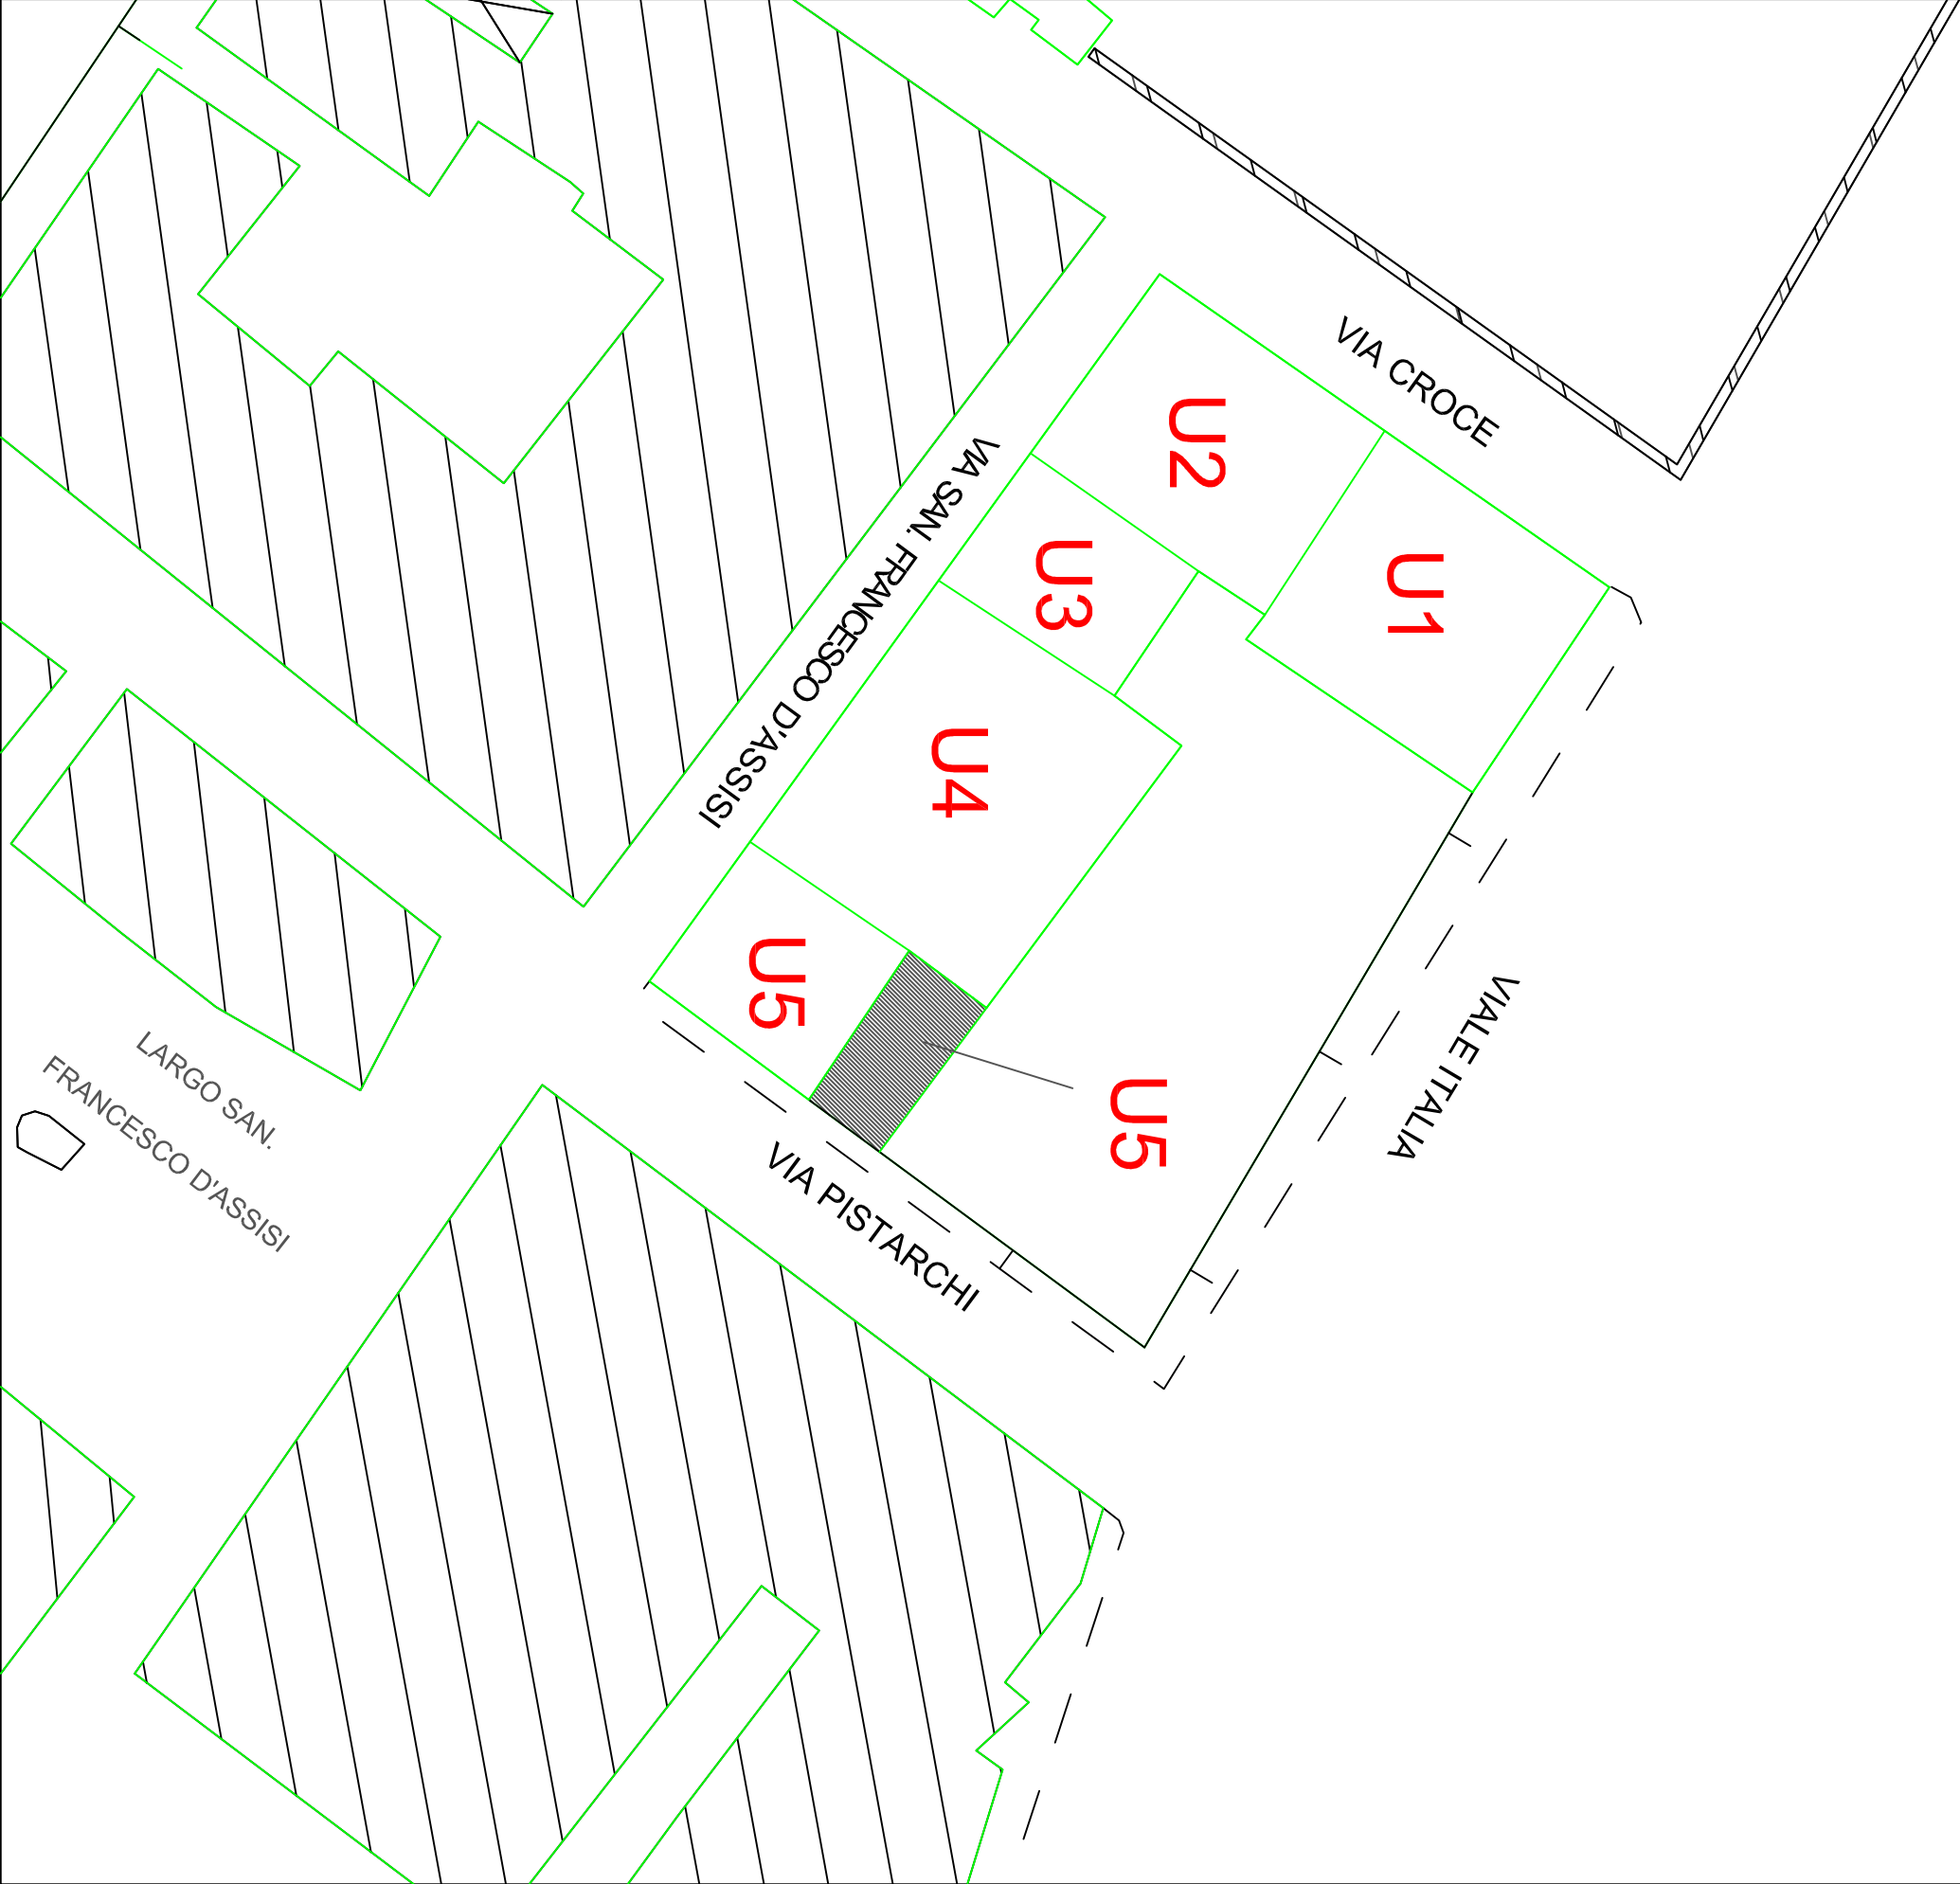 VIA CROCE
U2
U1
U3
VIA SAN. FRANCESCO D'ASSISI
U4
U5
U5
VIALE ITALIA
VIA PISTARCHI
LARGO SAN.
FRANCESCO D'ASSISI